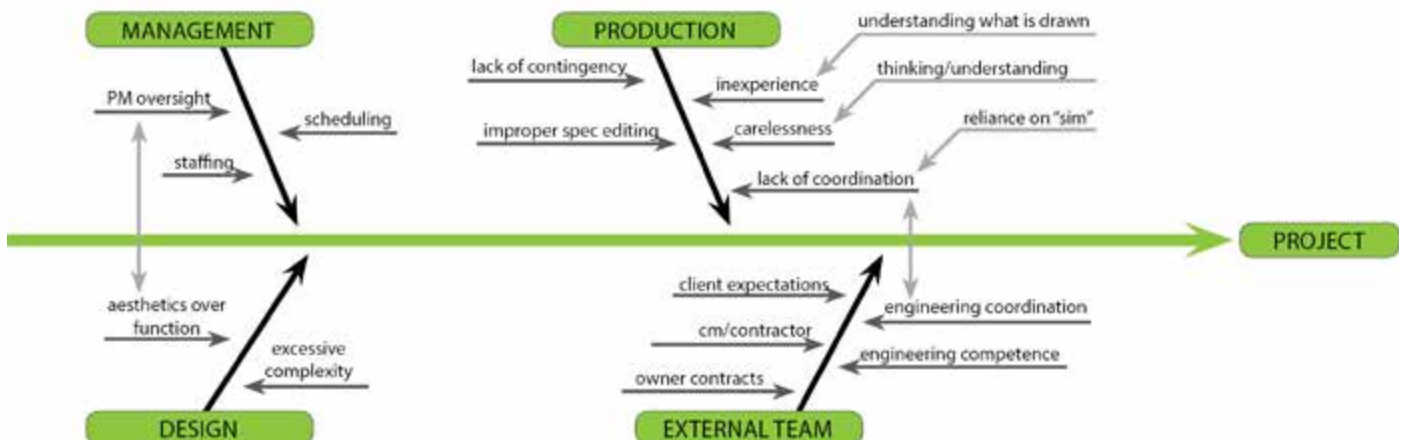 MANAGEMENT
PRODUCTION
understanding what is drawn
lack of contingency
thinking/understanding
inexperience
PM oversight
reliance on "sim"
scheduling
improper spec editing
carelessness
staffing
lack of coordination
PROJECT
client expectations
aesthetics over
function
engineering coordination
cm/contractor
excessive
complexity
engineering competence
owner contracts
DESIGN
EXTERNAL TEAM